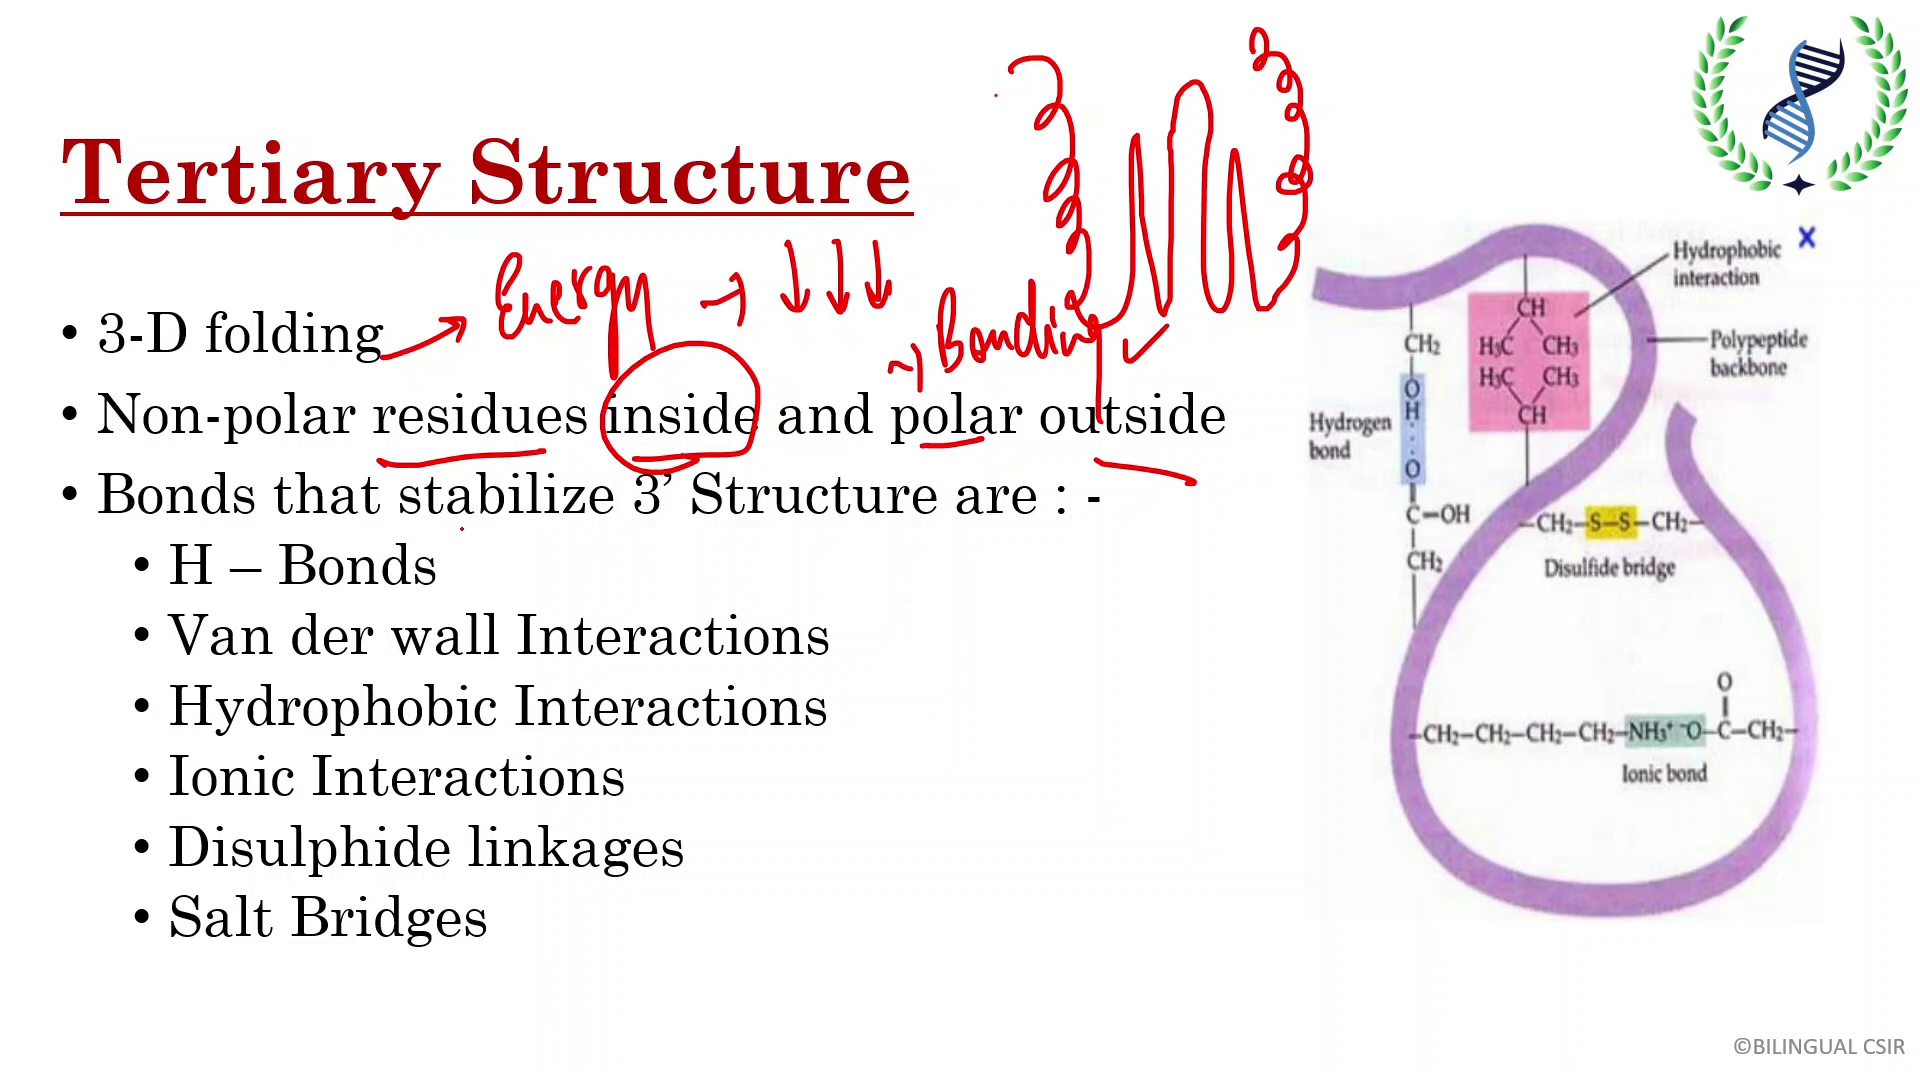 Tertiary Structure
• 3-D folding
Energy → ↓↓↓
→ Bonding ✓
• Non-polar residues inside and polar outside
• Bonds that stabilize 3’ Structure are : -
• H – Bonds
• Van der wall Interactions
• Hydrophobic Interactions
• Ionic Interactions
• Disulphide linkages
• Salt Bridges
Hydrophobic
interaction
X
Polypeptide
backbone
CH
H₃C CH₃
H₃C CH₃
CH
CH₂
O
H
O
C–OH
CH₂
Hydrogen
bond
–CH₂–S–S–CH₂–
Disulfide bridge
O
–CH₂–CH₂–CH₂–CH₂–NH₃⁺ ⁻O–C–CH₂–
Ionic bond
©BILINGUAL CSIR